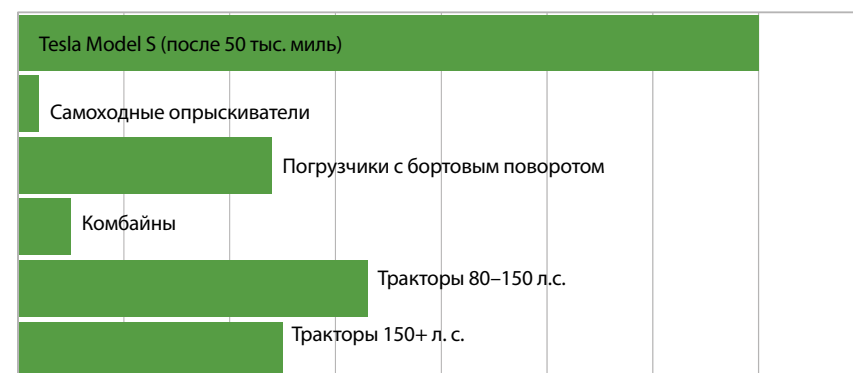 Tesla Model S (после 50 тыс. миль)
Самоходные опрыскиватели
Погрузчики с бортовым поворотом
Комбайны
Тракторы 80–150 л.с.
Тракторы 150+ л. с.